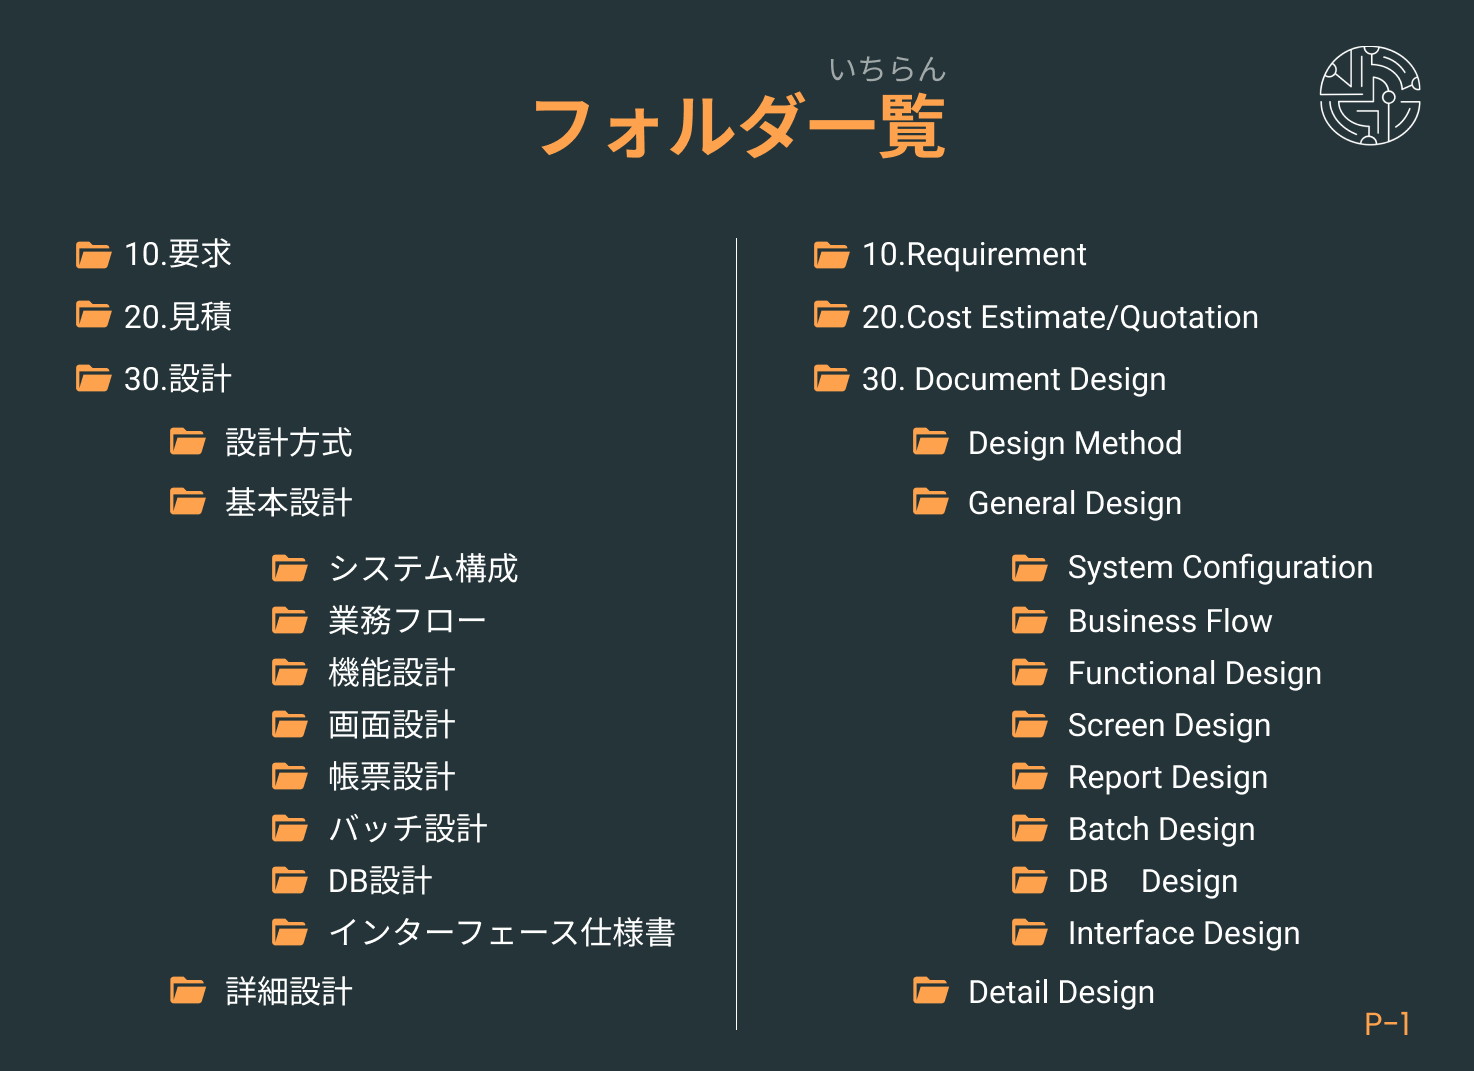 いちらん
フォルダ一覧
10.要求
20.見積
30.設計
設計方式
基本設計
システム構成
業務フロー
機能設計
画面設計
帳票設計
バッチ設計
DB設計
インターフェース仕様書
詳細設計
10.Requirement
20.Cost Estimate/Quotation
30. Document Design
Design Method
General Design
System Configuration
Business Flow
Functional Design
Screen Design
Report Design
Batch Design
DB　Design
Interface Design
Detail Design
P-1